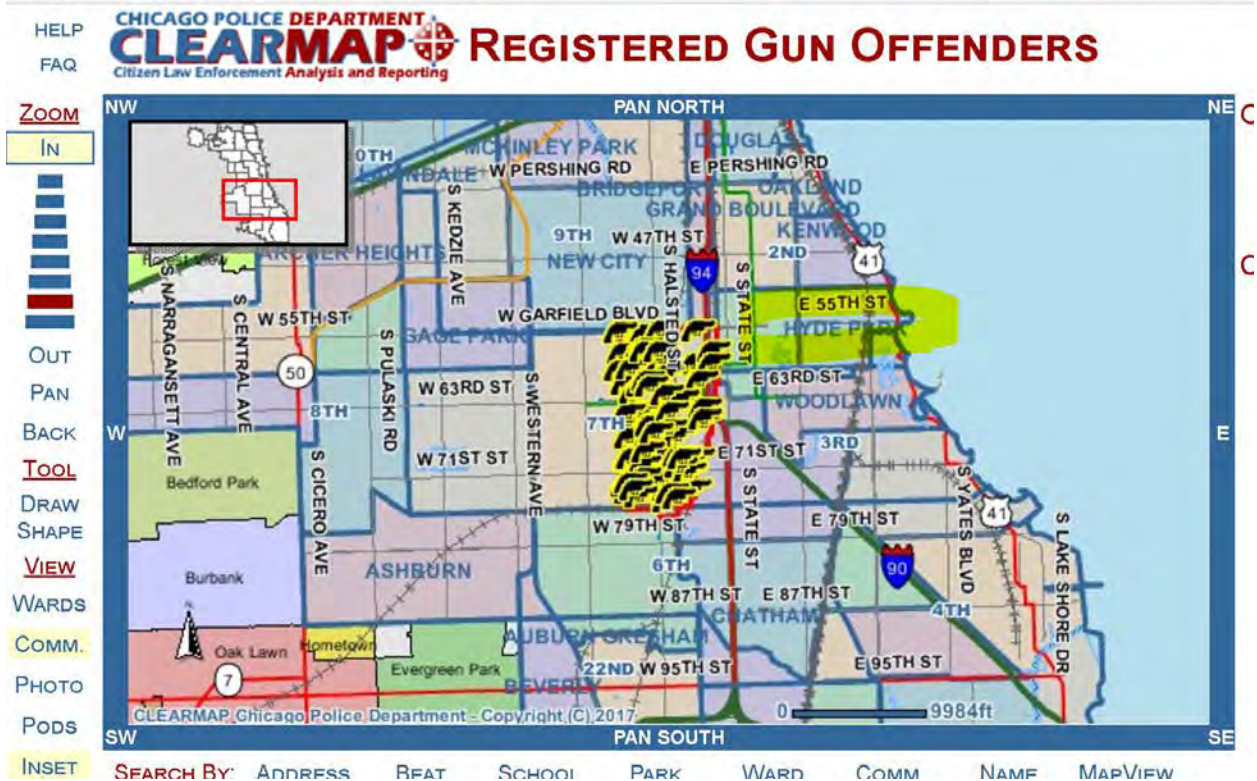 HELP
FAQ
CHICAGO POLICE DEPARTMENT
CLEARMAP
Citizen Law Enforcement Analysis and Reporting
REGISTERED GUN OFFENDERS
ZOOM
IN
OUT
PAN
BACK
TOOL
DRAW
SHAPE
VIEW
WARDS
COMM.
PHOTO
PODS
INSET
NW
PAN NORTH
NE
MCKINLEY PARK
DOUGLAS
W PERSHING RD
E PERSHING RD
BRIDGEPORT
OAKLAND
GRAND BOULEVARD
KENWOOD
S KEDZIE AVE
9TH
W 47TH ST
2ND
41
ARCHER HEIGHTS
NEW CITY
S HALSTED ST
94
Forest View
S NARRAGANSETT AVE
S CENTRAL AVE
W 55TH ST
W GARFIELD BLVD
S STATE ST
E 55TH ST
HYDE PARK
GAGE PARK
50
S PULASKI RD
W 63RD ST
E 63RD ST
WOODLAWN
8TH
S WESTERN AVE
7TH
W
E
3RD
W 71ST ST
E 71ST ST
Bedford Park
S CICERO AVE
S STATE ST
S YATES BLVD
41
W 79TH ST
E 79TH ST
S LAKE SHORE DR
Burbank
ASHBURN
6TH
90
W 87TH ST
E 87TH ST
4TH
CHATHAM
Oak Lawn
Hometown
AUBURN GRESHAM
7
Evergreen Park
22ND
W 95TH ST
E 95TH ST
BEVERLY
CLEARMAP Chicago Police Department - Copyright (C) 2017
0
9984ft
SW
PAN SOUTH
SE
SEARCH BY: ADDRESS BEAT SCHOOL PARK WARD COMM NAME MAPVIEW